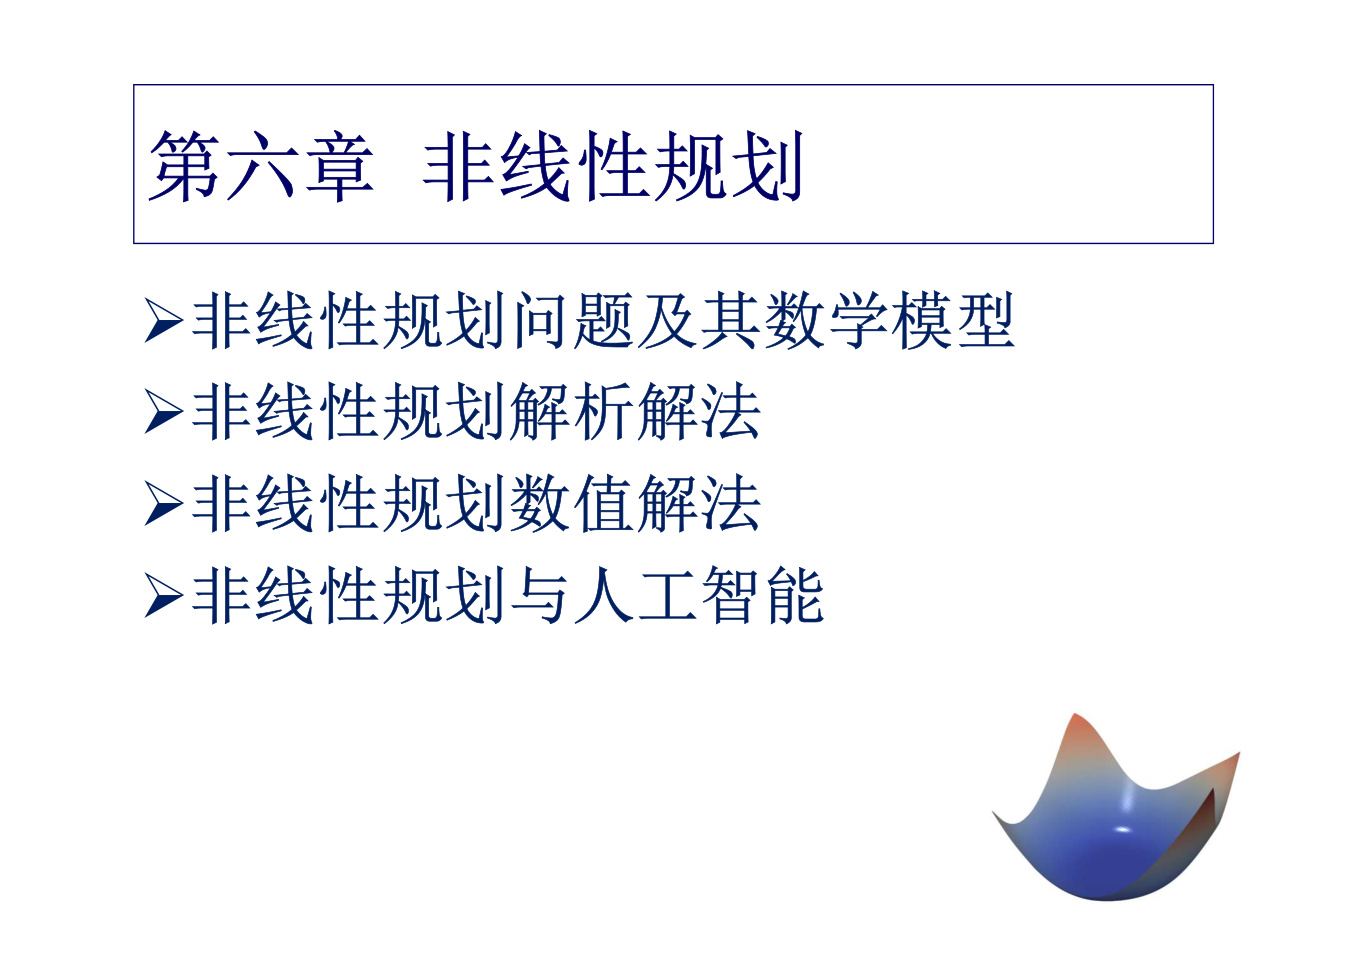 第六章 非线性规划
➢非线性规划问题及其数学模型
➢非线性规划解析解法
➢非线性规划数值解法
➢非线性规划与人工智能